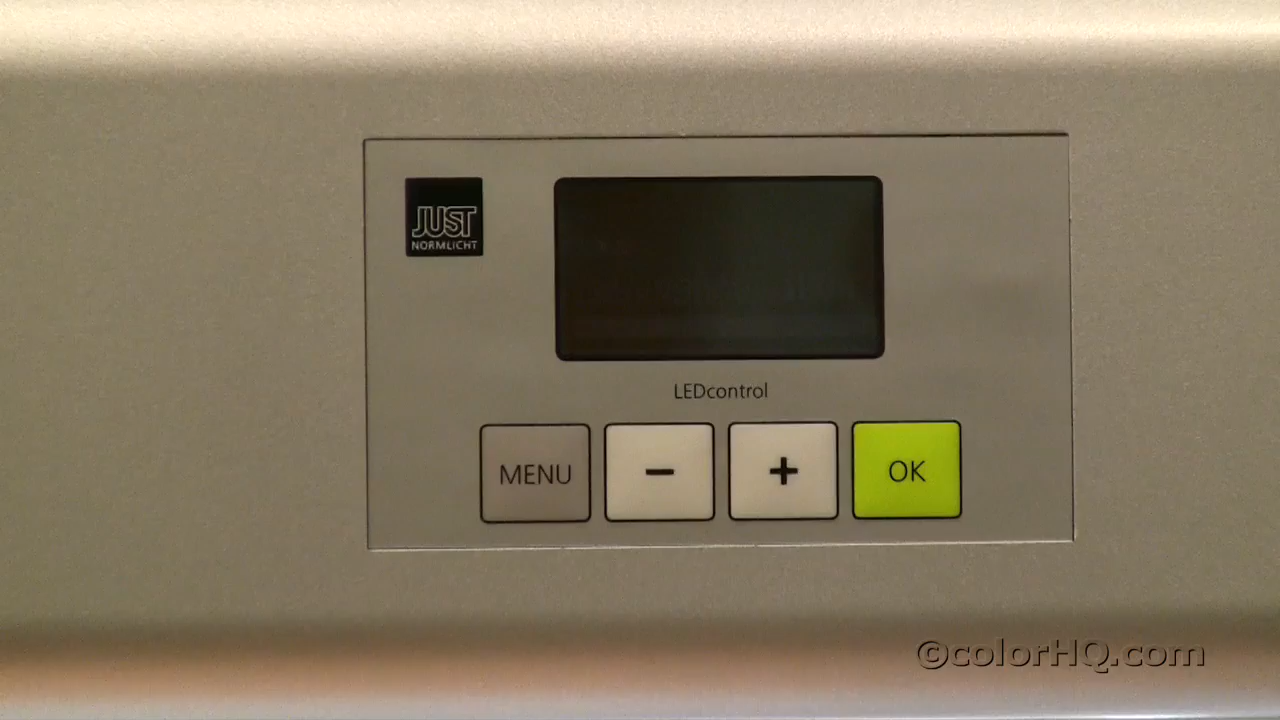 JUST
NORMLICHT
LEDcontrol
MENU
−
+
OK
©colorHQ.com